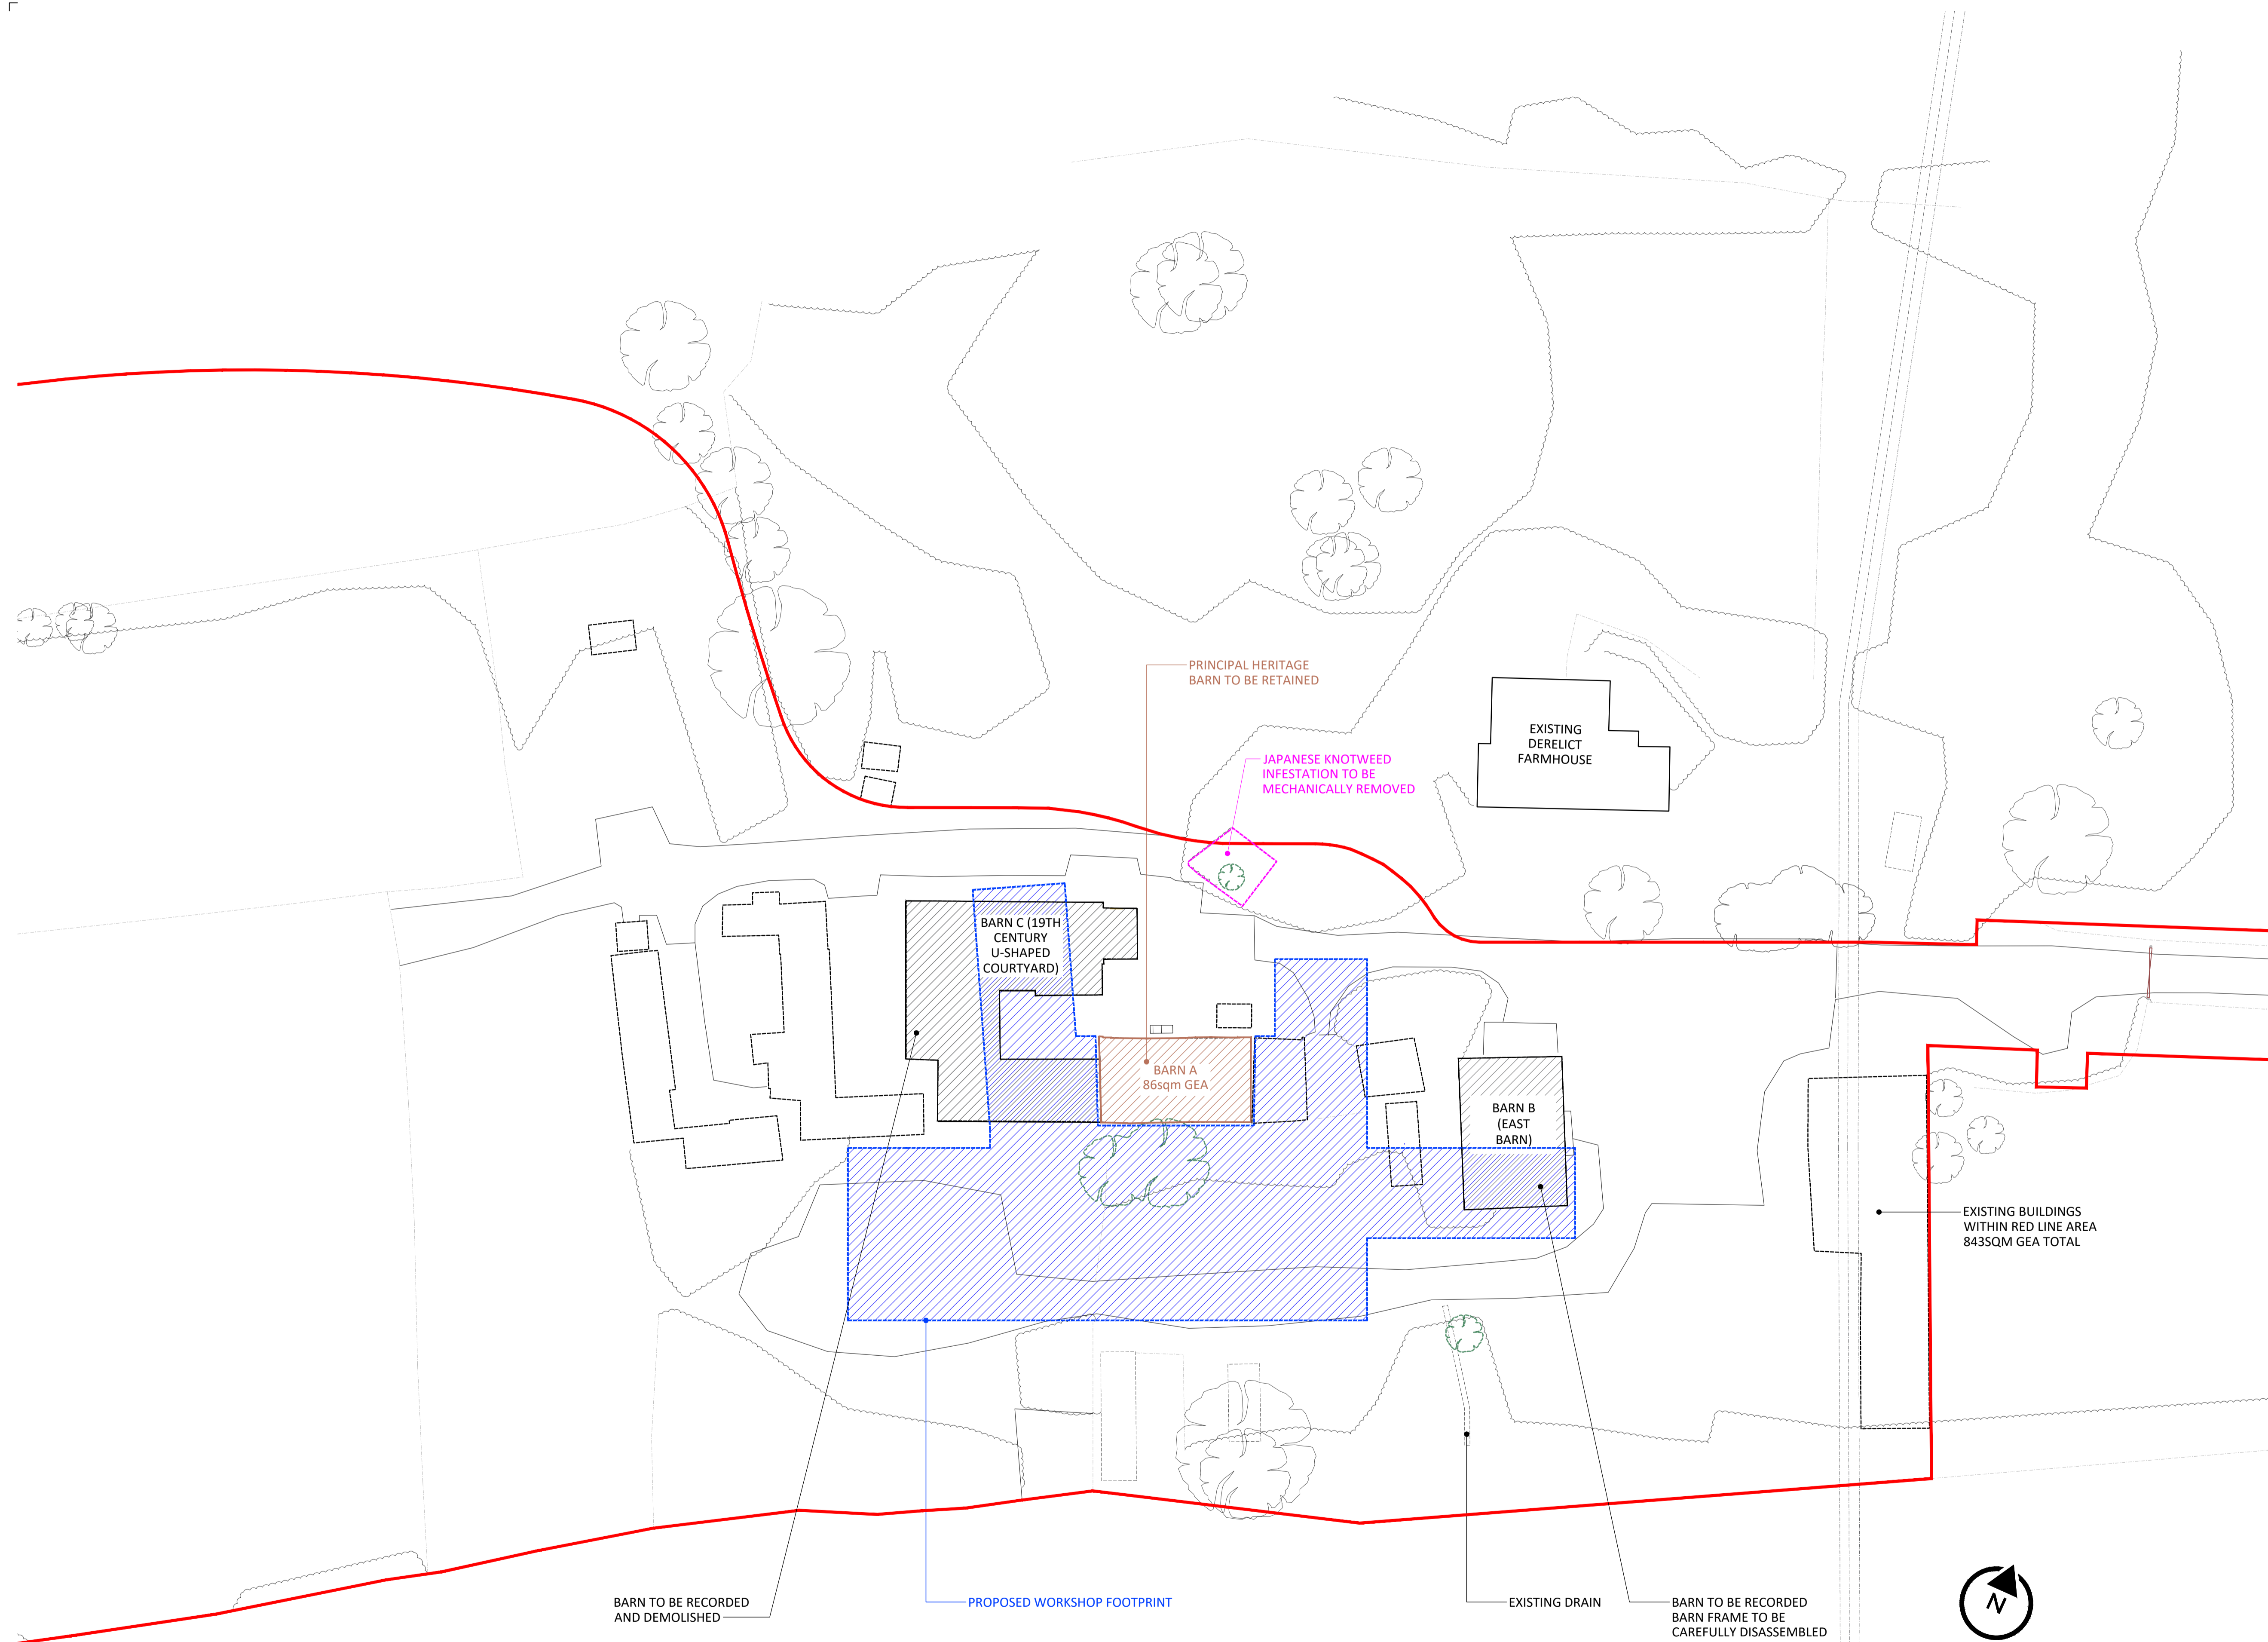 PRINCIPAL HERITAGE
BARN TO BE RETAINED
EXISTING
DERELICT
FARMHOUSE
JAPANESE KNOTWEED
INFESTATION TO BE
MECHANICALLY REMOVED
BARN C (19TH
CENTURY
U-SHAPED
COURTYARD)
BARN A
86sqm GEA
BARN B
(EAST
BARN)
EXISTING BUILDINGS
WITHIN RED LINE AREA
843SQM GEA TOTAL
BARN TO BE RECORDED
AND DEMOLISHED
PROPOSED WORKSHOP FOOTPRINT
EXISTING DRAIN
BARN TO BE RECORDED
BARN FRAME TO BE
CAREFULLY DISASSEMBLED
N